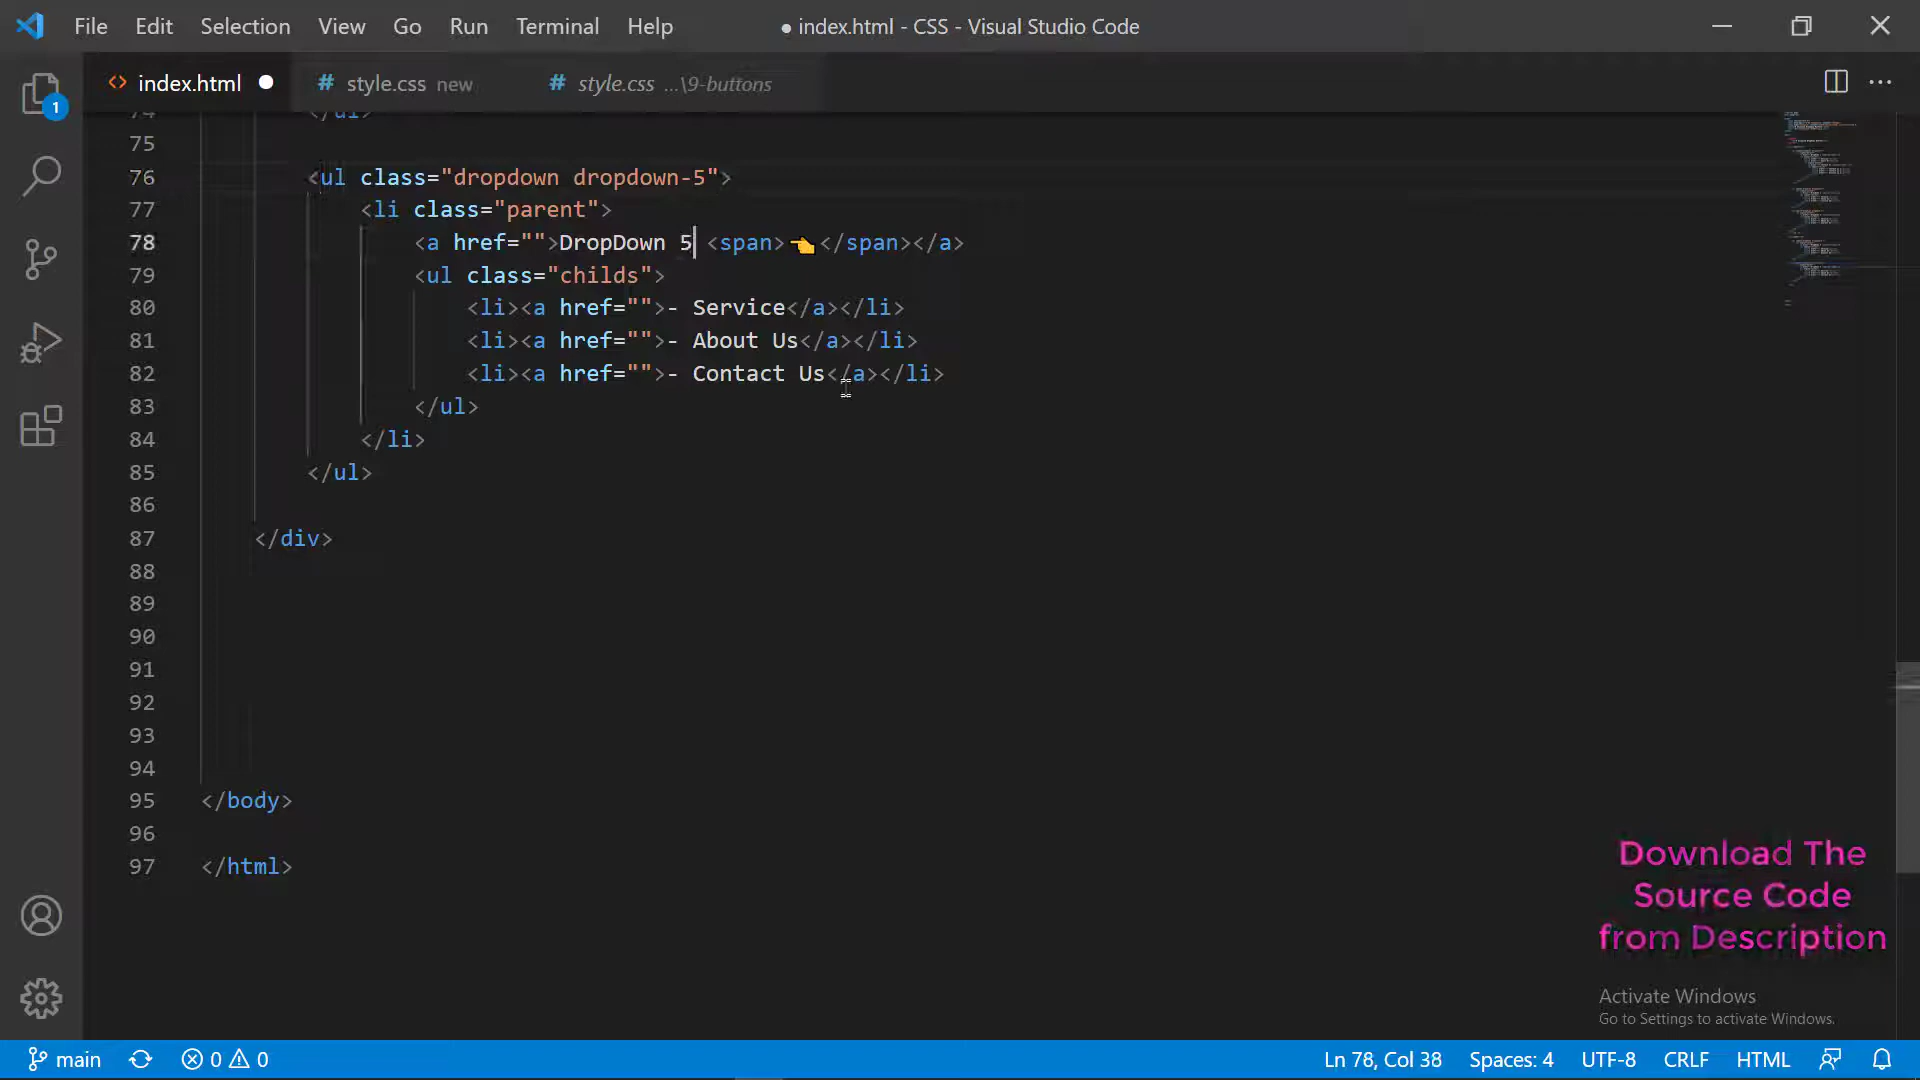 File Edit Selection View Go Run Terminal Help ● index.html - CSS - Visual Studio Code
<> index.html ● # style.css new # style.css ...\9-buttons
1
74 </ul>
75
76 <ul class="dropdown dropdown-5">
77 <li class="parent">
78 <a href="">DropDown 5 <span>👈</span></a>
79 <ul class="childs">
80 <li><a href="">- Service</a></li>
81 <li><a href="">- About Us</a></li>
82 <li><a href="">- Contact Us</a></li>
83 </ul>
84 </li>
85 </ul>
86
87 </div>
88
89
90
91
92
93
94
95 </body>
96
97 </html>
Download The
Source Code
from Description
Activate Windows
Go to Settings to activate Windows.
main 0 0 Ln 78, Col 38 Spaces: 4 UTF-8 CRLF HTML